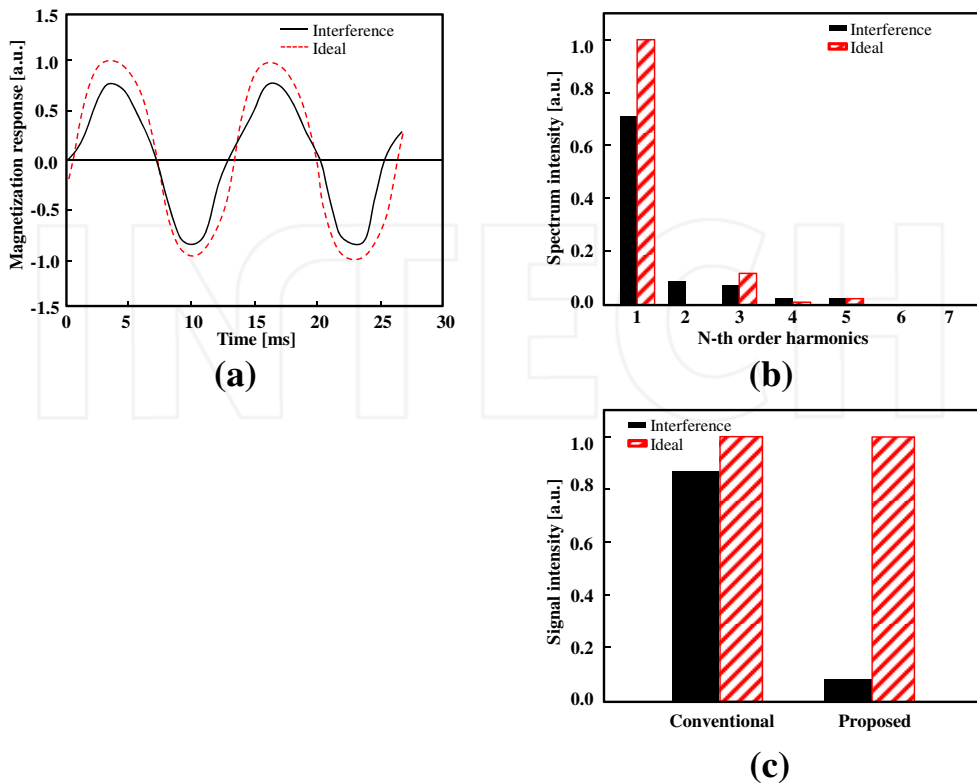 1.5
1.0
0.5
0.0
-0.5
-1.0
-1.5
Magnetization response [a.u.]
Interference
Ideal
0 5 10 15 20 25 30
Time [ms]
(a)
1.0
0.8
0.6
0.4
0.2
0.0
Spectrum intensity [a.u.]
Interference
Ideal
1 2 3 4 5 6 7
N-th order harmonics
(b)
1.0
0.8
0.6
0.4
0.2
0.0
Signal intensity [a.u.]
Interference
Ideal
Conventional Proposed
(c)
INTECH